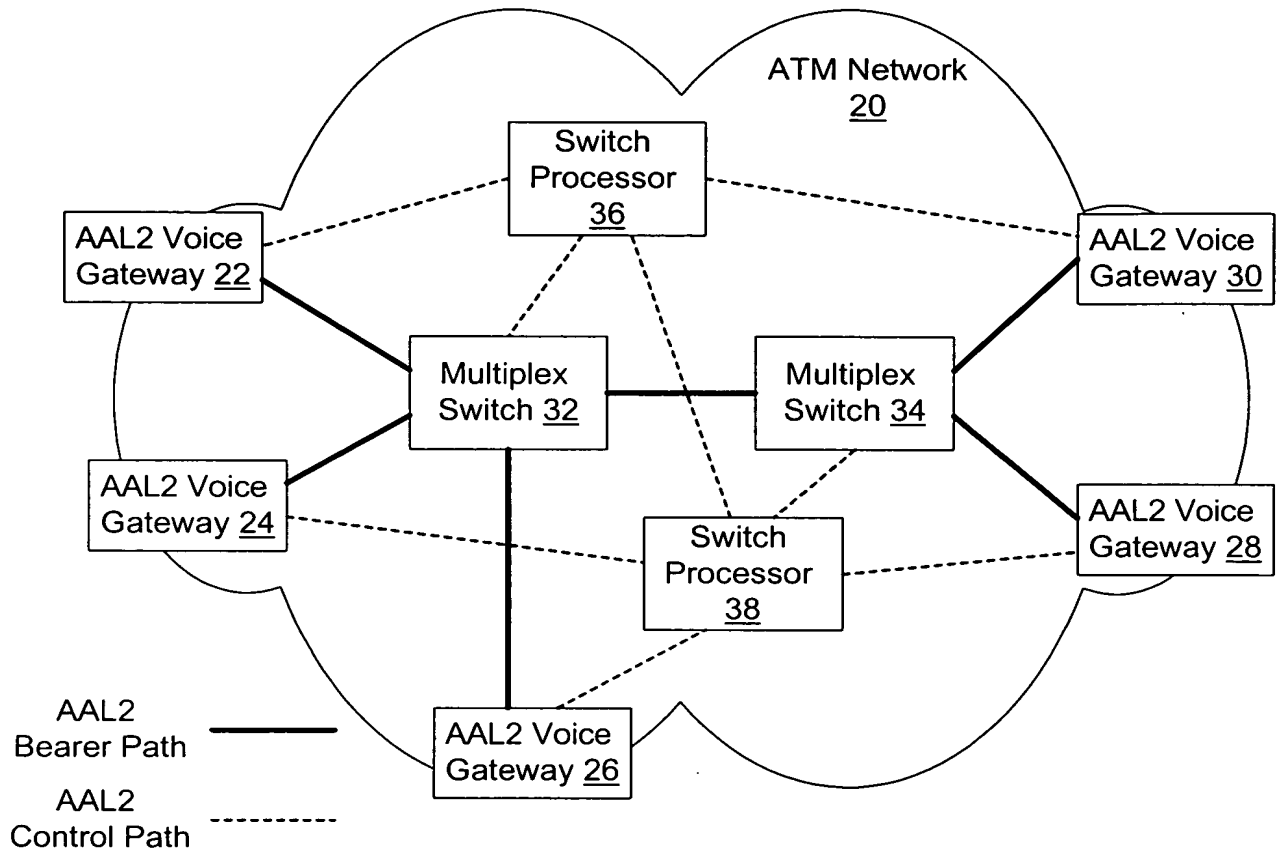 ATM Network
20
Switch
Processor
36
AAL2 Voice
Gateway 22
AAL2 Voice
Gateway 30
Multiplex
Switch 32
Multiplex
Switch 34
AAL2 Voice
Gateway 24
AAL2 Voice
Gateway 28
Switch
Processor
38
AAL2 Voice
Gateway 26
AAL2
Bearer Path
AAL2
Control Path